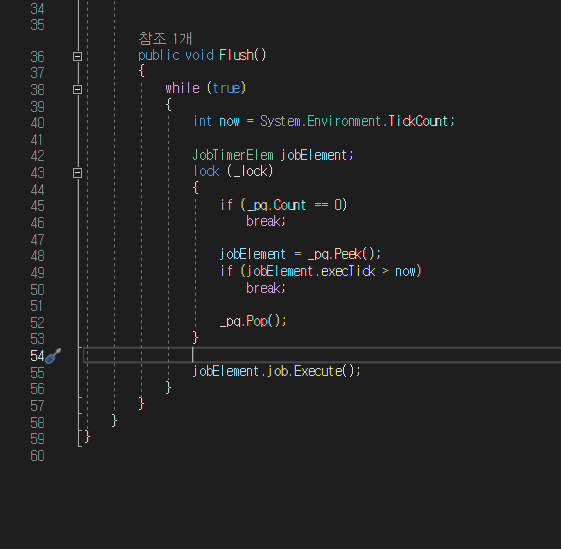 34
35
참조 1개
36 public void Flush()
37 {
38 while (true)
39 {
40 int now = System.Environment.TickCount;
41
42 JobTimerElem jobElement;
43 lock (_lock)
44 {
45 if (_pq.Count == 0)
46 break;
47
48 jobElement = _pq.Peek();
49 if (jobElement.execTick > now)
50 break;
51
52 _pq.Pop();
53 }
54
55 jobElement.job.Execute();
56 }
57 }
58 }
59 }
60